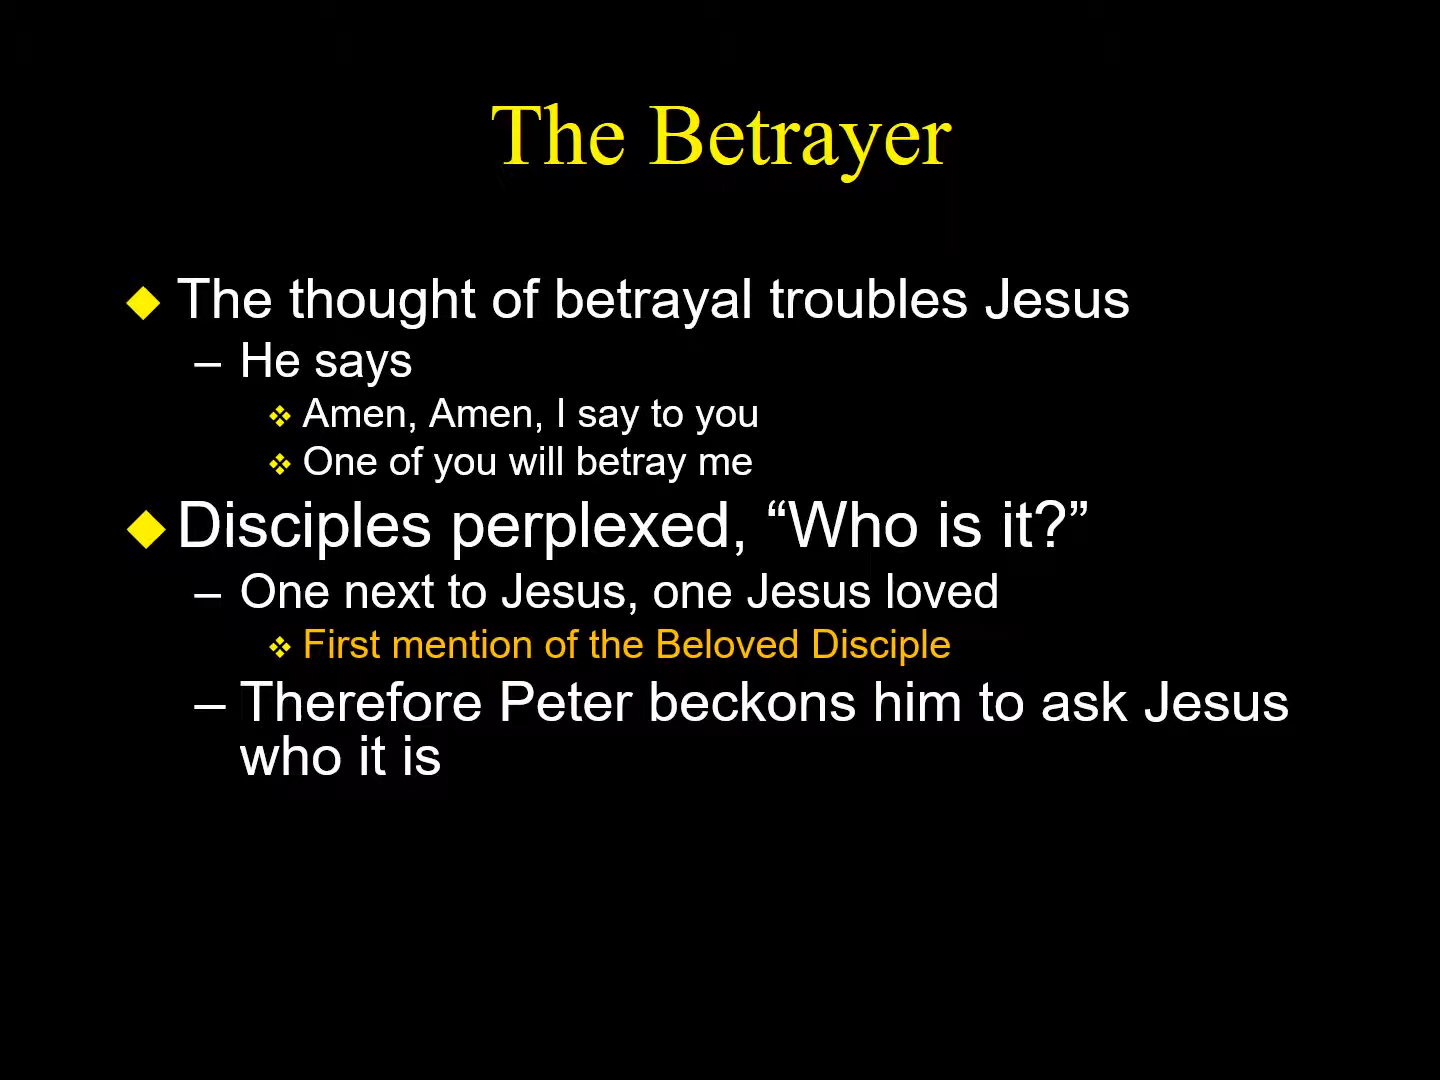 The Betrayer
The thought of betrayal troubles Jesus
– He says
Amen, Amen, I say to you
One of you will betray me
Disciples perplexed, “Who is it?”
– One next to Jesus, one Jesus loved
First mention of the Beloved Disciple
– Therefore Peter beckons him to ask Jesus
who it is